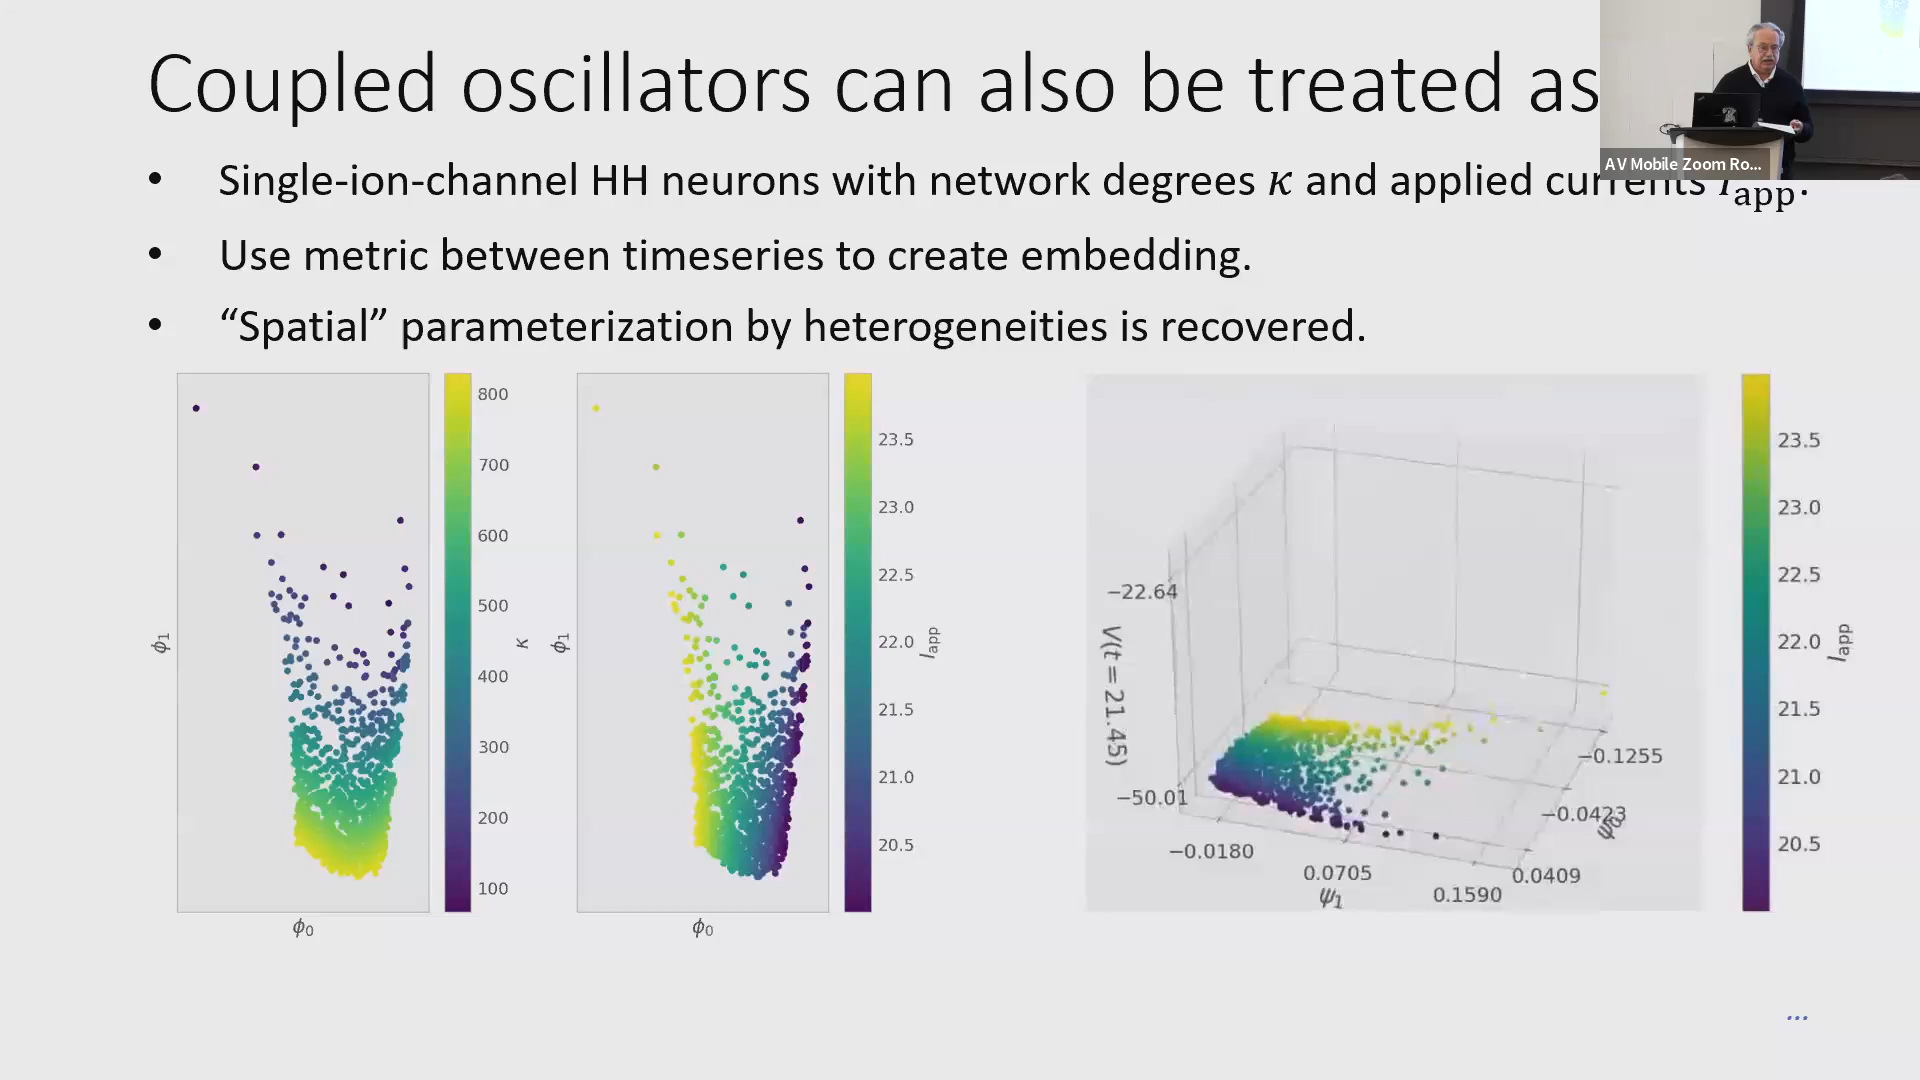 Coupled oscillators can also be treated as
• Single-ion-channel HH neurons with network degrees κ and applied currents I_app.
• Use metric between timeseries to create embedding.
• “Spatial” parameterization by heterogeneities is recovered.
AV Mobile Zoom Ro...
800
700
600
500
400
300
200
100
κ
ϕ₁
ϕ₀
23.5
23.0
22.5
22.0
21.5
21.0
20.5
I_app
ϕ₁
ϕ₀
−22.64
V(t = 21.45)
−50.01
−0.0180
0.0705
0.1590
ψ₁
−0.1255
−0.0423
0.0409
23.5
23.0
22.5
22.0
21.5
21.0
20.5
I_app
...